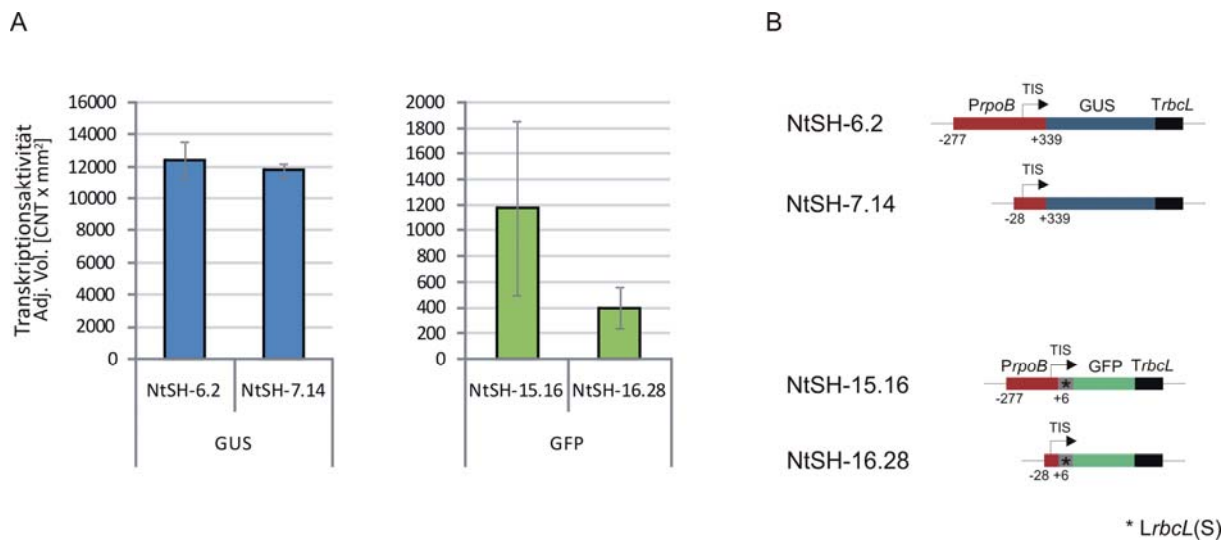 A
Transkriptionsaktivität
Adj. Vol. [CNT x mm²]
16000
14000
12000
10000
8000
6000
4000
2000
0
NtSH-6.2 NtSH-7.14
GUS
2000
1800
1600
1400
1200
1000
800
600
400
200
0
NtSH-15.16 NtSH-16.28
GFP
B
NtSH-6.2
TIS
PrpoB GUS TrbcL
-277 +339
NtSH-7.14
TIS
-28 +339
NtSH-15.16
TIS
PrpoB GFP TrbcL
*
-277 +6
NtSH-16.28
TIS
*
-28 +6
* LrbcL(S)